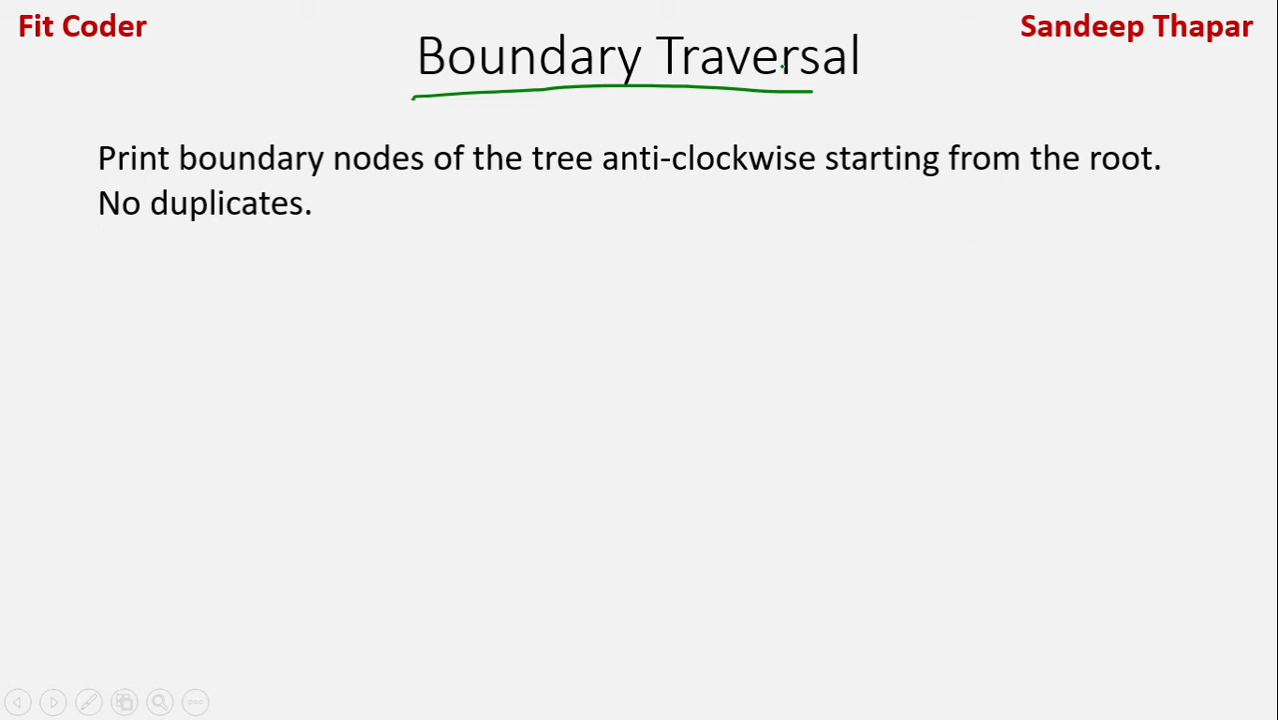 Fit Coder
Sandeep Thapar
Boundary Traversal
Print boundary nodes of the tree anti-clockwise starting from the root.
No duplicates.